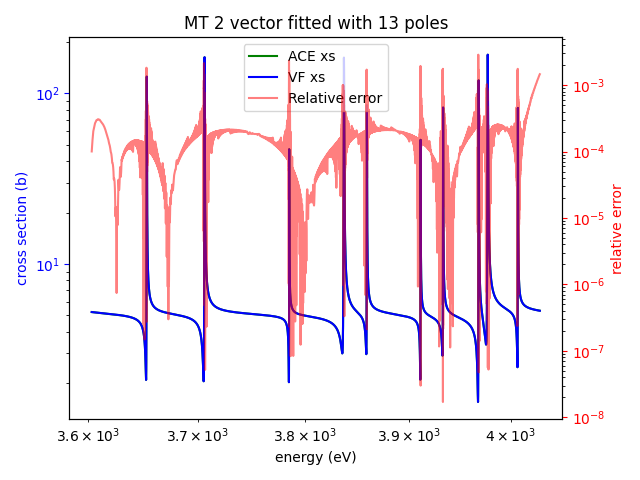 MT 2 vector fitted with 13 poles
ACE xs
VF xs
Relative error
cross section (b)
10²
10¹
relative error
10⁻³
10⁻⁴
10⁻⁵
10⁻⁶
10⁻⁷
10⁻⁸
3.6 × 10³ 3.7 × 10³ 3.8 × 10³ 3.9 × 10³ 4 × 10³
energy (eV)